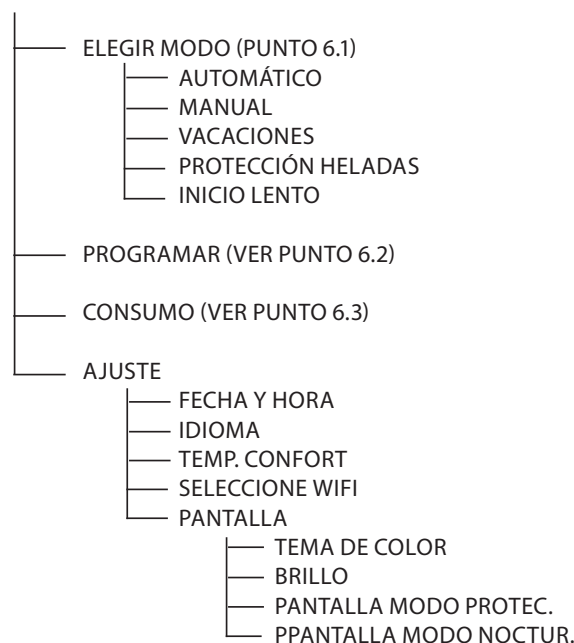 ELEGIR MODO (PUNTO 6.1)
AUTOMÁTICO
MANUAL
VACACIONES
PROTECCIÓN HELADAS
INICIO LENTO
PROGRAMAR (VER PUNTO 6.2)
CONSUMO (VER PUNTO 6.3)
AJUSTE
FECHA Y HORA
IDIOMA
TEMP. CONFORT
SELECCIONE WIFI
PANTALLA
TEMA DE COLOR
BRILLO
PANTALLA MODO PROTEC.
PPANTALLA MODO NOCTUR.